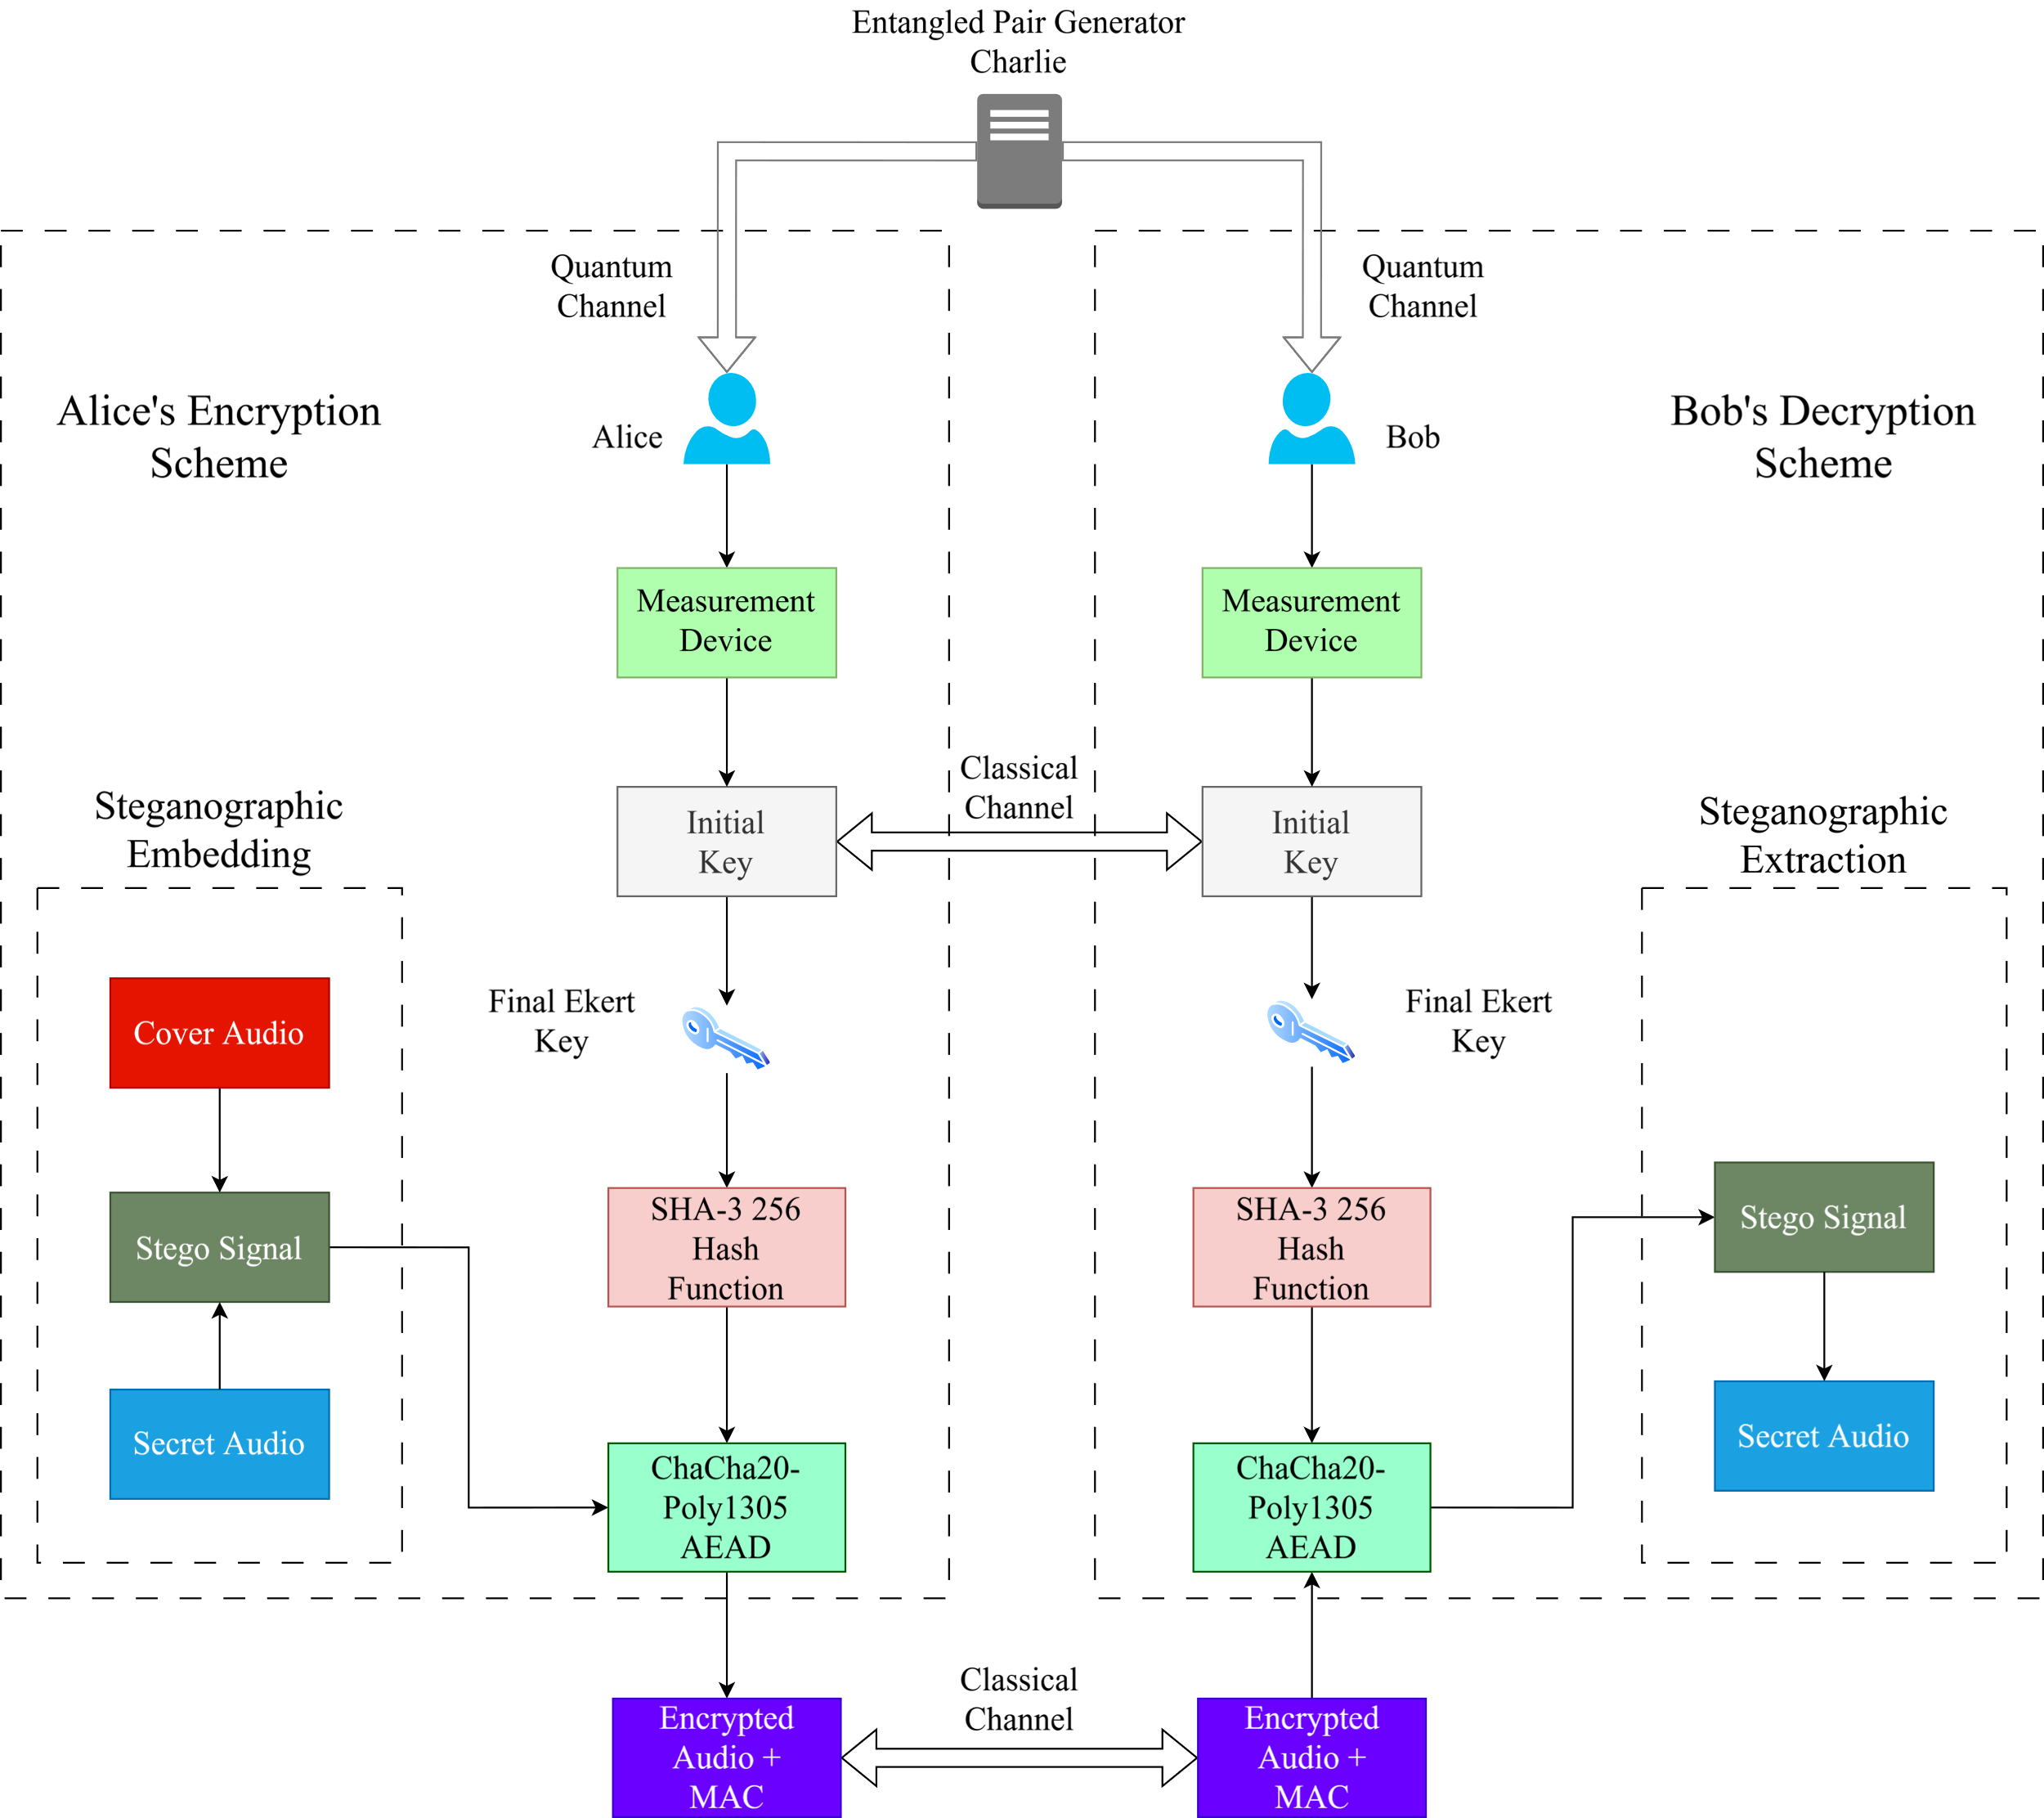 Entangled Pair Generator
Charlie
Quantum
Channel
Quantum
Channel
Alice's Encryption
Scheme
Alice
Bob
Bob's Decryption
Scheme
Measurement
Device
Measurement
Device
Classical
Channel
Initial
Key
Initial
Key
Steganographic
Embedding
Steganographic
Extraction
Cover Audio
Final Ekert
Key
Final Ekert
Key
Stego Signal
SHA-3 256
Hash
Function
SHA-3 256
Hash
Function
Stego Signal
Secret Audio
Secret Audio
ChaCha20-
Poly1305
AEAD
ChaCha20-
Poly1305
AEAD
Classical
Channel
Encrypted
Audio +
MAC
Encrypted
Audio +
MAC